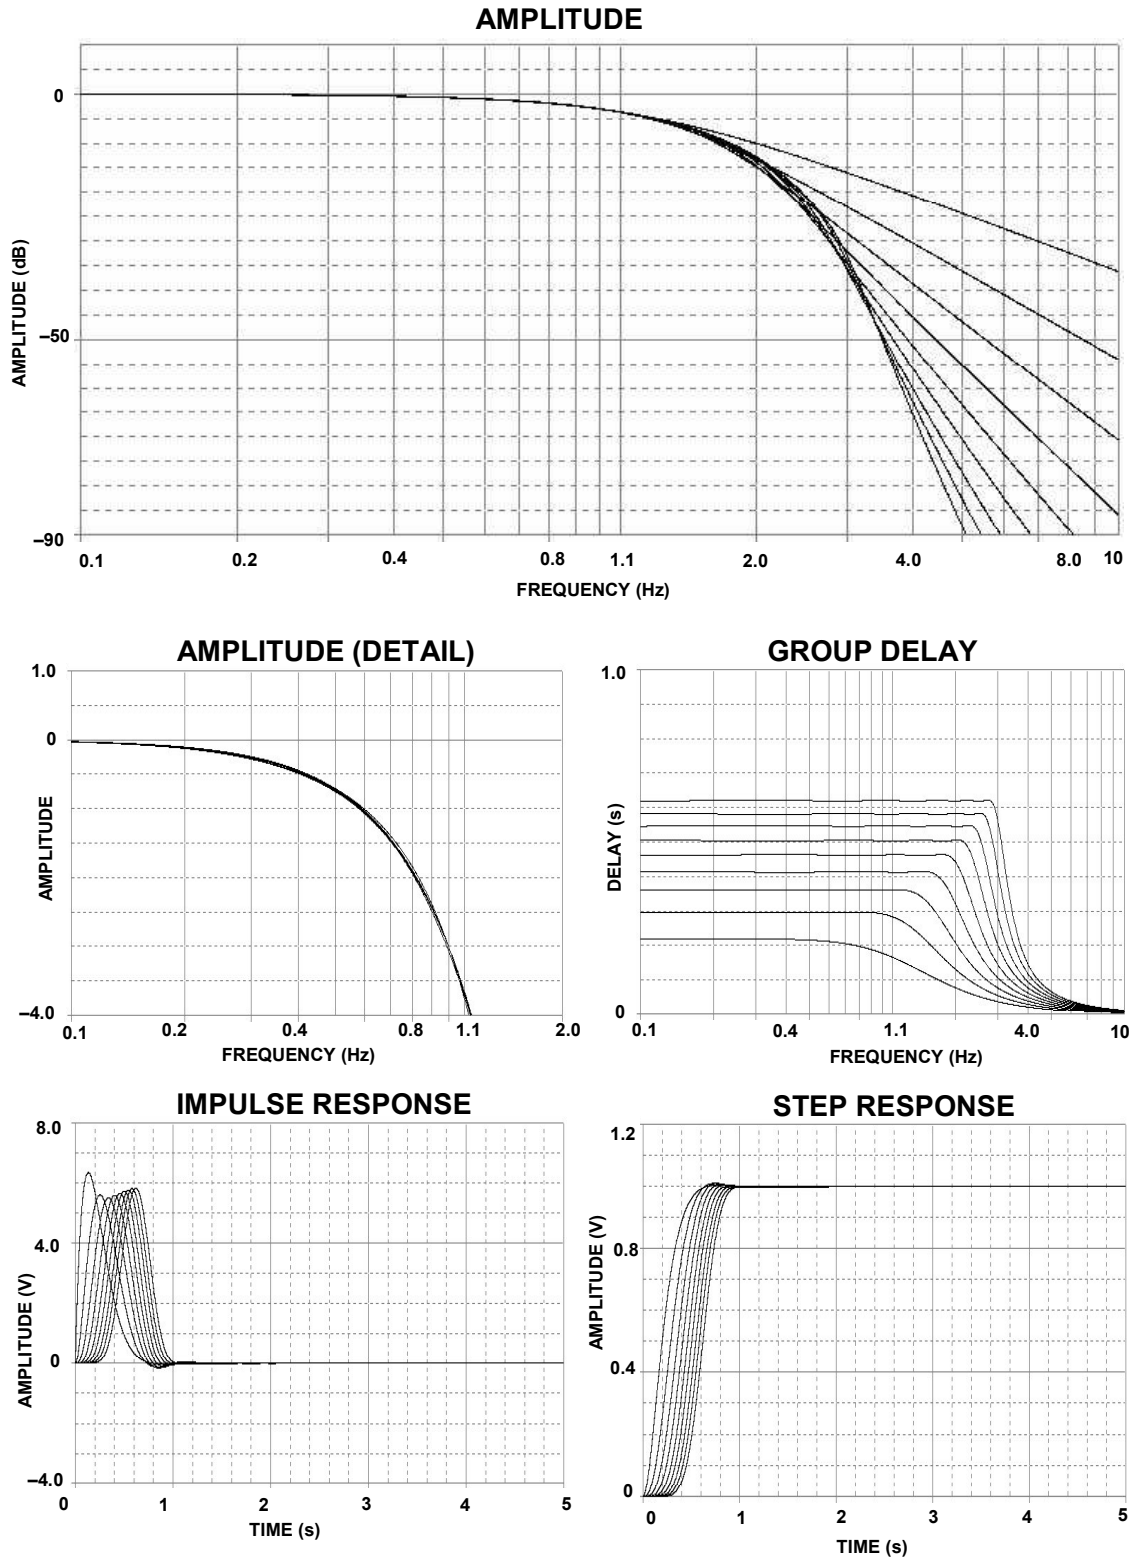 AMPLITUDE
0
–50
–90
AMPLITUDE (dB)
0.1 0.2 0.4 0.8 1.1 2.0 4.0 8.0 10
FREQUENCY (Hz)
AMPLITUDE (DETAIL)
1.0
0
–4.0
AMPLITUDE
0.1 0.2 0.4 0.8 1.1 2.0
FREQUENCY (Hz)
GROUP DELAY
1.0
0
DELAY (s)
0.1 0.4 1.1 4.0 10
FREQUENCY (Hz)
IMPULSE RESPONSE
8.0
4.0
0
–4.0
AMPLITUDE (V)
0 1 2 3 4 5
TIME (s)
STEP RESPONSE
1.2
0.8
0.4
0
AMPLITUDE (V)
0 1 2 3 4 5
TIME (s)